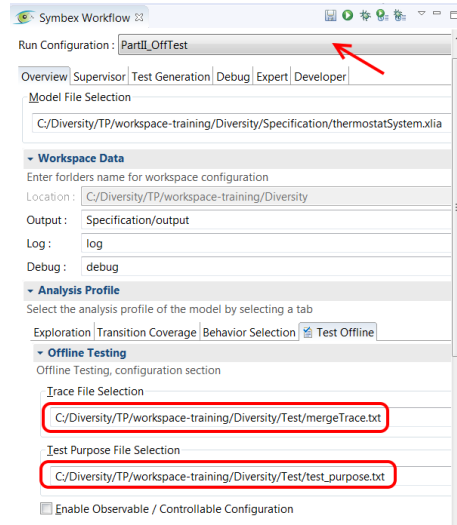 Symbex Workflow
Run Configuration : PartII_OffTest
Overview Supervisor Test Generation Debug Expert Developer
Model File Selection
C:/Diversity/TP/workspace-training/Diversity/Specification/thermostatSystem.xlia
Workspace Data
Enter forlders name for workspace configuration
Location : C:/Diversity/TP/workspace-training/Diversity
Output : Specification/output
Log : log
Debug : debug
Analysis Profile
Select the analysis profile of the model by selecting a tab
Exploration Transition Coverage Behavior Selection Test Offline
Offline Testing
Offline Testing, configuration section
Trace File Selection
C:/Diversity/TP/workspace-training/Diversity/Test/mergeTrace.txt
Test Purpose File Selection
C:/Diversity/TP/workspace-training/Diversity/Test/test_purpose.txt
Enable Observable / Controllable Configuration